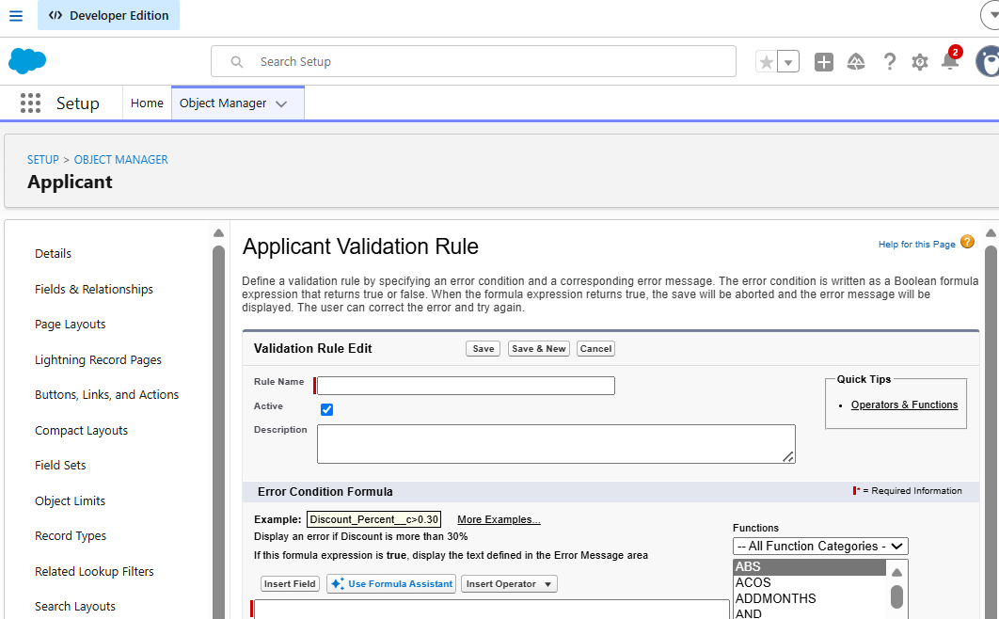 Developer Edition
Search Setup
2
Setup
Home
Object Manager
SETUP > OBJECT MANAGER
Applicant
Details
Fields & Relationships
Page Layouts
Lightning Record Pages
Buttons, Links, and Actions
Compact Layouts
Field Sets
Object Limits
Record Types
Related Lookup Filters
Search Layouts
Applicant Validation Rule
Help for this Page ?
Define a validation rule by specifying an error condition and a corresponding error message. The error condition is written as a Boolean formula
expression that returns true or false. When the formula expression returns true, the save will be aborted and the error message will be
displayed. The user can correct the error and try again.
Validation Rule Edit
Save
Save & New
Cancel
Rule Name
Active
Description
Quick Tips
• Operators & Functions
Error Condition Formula
* = Required Information
Example: Discount_Percent__c>0.30 More Examples...
Display an error if Discount is more than 30%
If this formula expression is true, display the text defined in the Error Message area
Insert Field
Use Formula Assistant
Insert Operator
Functions
-- All Function Categories -
ABS
ACOS
ADDMONTHS
AND